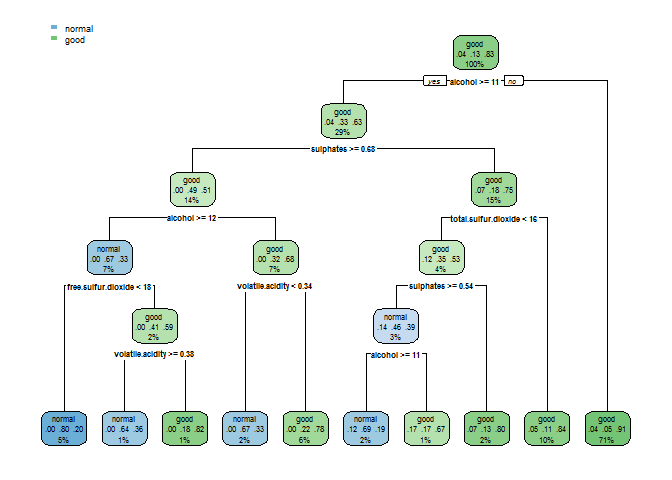 normal
good
good
.04 .13 .83
100%
yes alcohol >= 11 no
good
.04 .33 .63
29%
sulphates >= 0.68
good
.00 .49 .51
14%
good
.07 .18 .75
15%
alcohol >= 12
total.sulfur.dioxide < 16
normal
.00 .67 .33
7%
good
.00 .32 .68
7%
good
.12 .35 .53
4%
free.sulfur.dioxide < 18
volatile.acidity < 0.34
sulphates >= 0.54
good
.00 .41 .59
2%
normal
.14 .46 .39
3%
volatile.acidity >= 0.38
alcohol >= 11
normal
.00 .80 .20
5%
normal
.00 .64 .36
1%
good
.00 .18 .82
1%
normal
.00 .67 .33
2%
good
.00 .22 .78
6%
normal
.12 .69 .19
2%
good
.17 .17 .67
1%
good
.07 .13 .80
2%
good
.05 .11 .84
10%
good
.04 .05 .91
71%